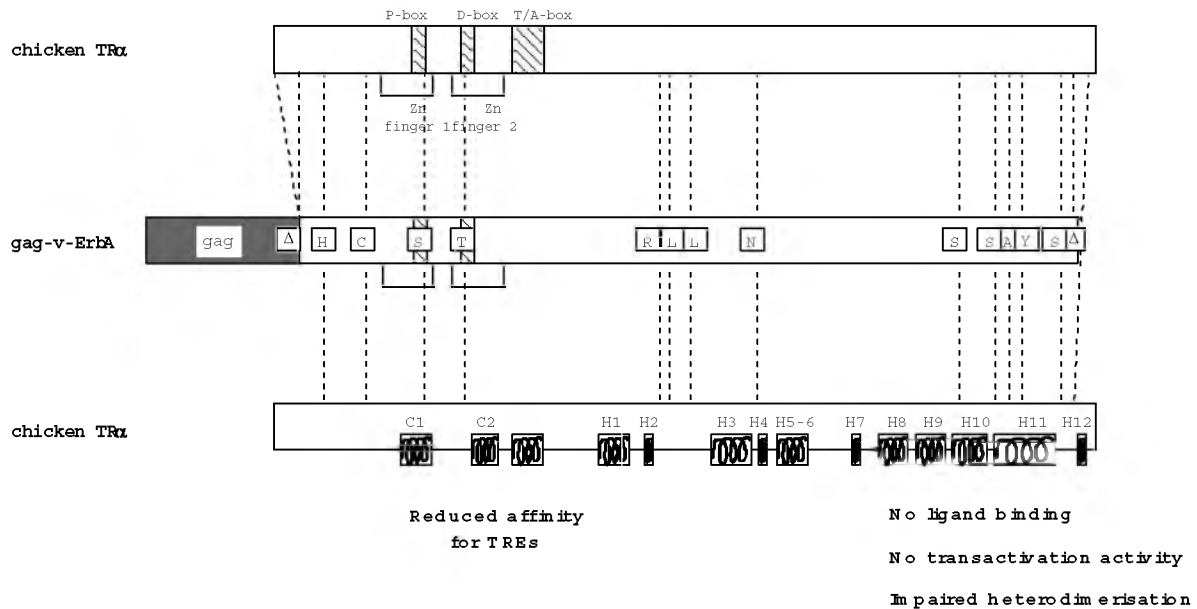 P-box D-box T/A-box
chicken TRα
Zn Zn
finger 1 finger 2
gag-v-ErbA gag Δ H C S T R L L N S S A Y S Δ
chicken TRα
C1 C2 H1 H2 H3 H4 H5-6 H7 H8 H9 H10 H11 H12
Reduced affinity
for TREs
No ligand binding
No transactivation activity
Impaired heterodimerisation